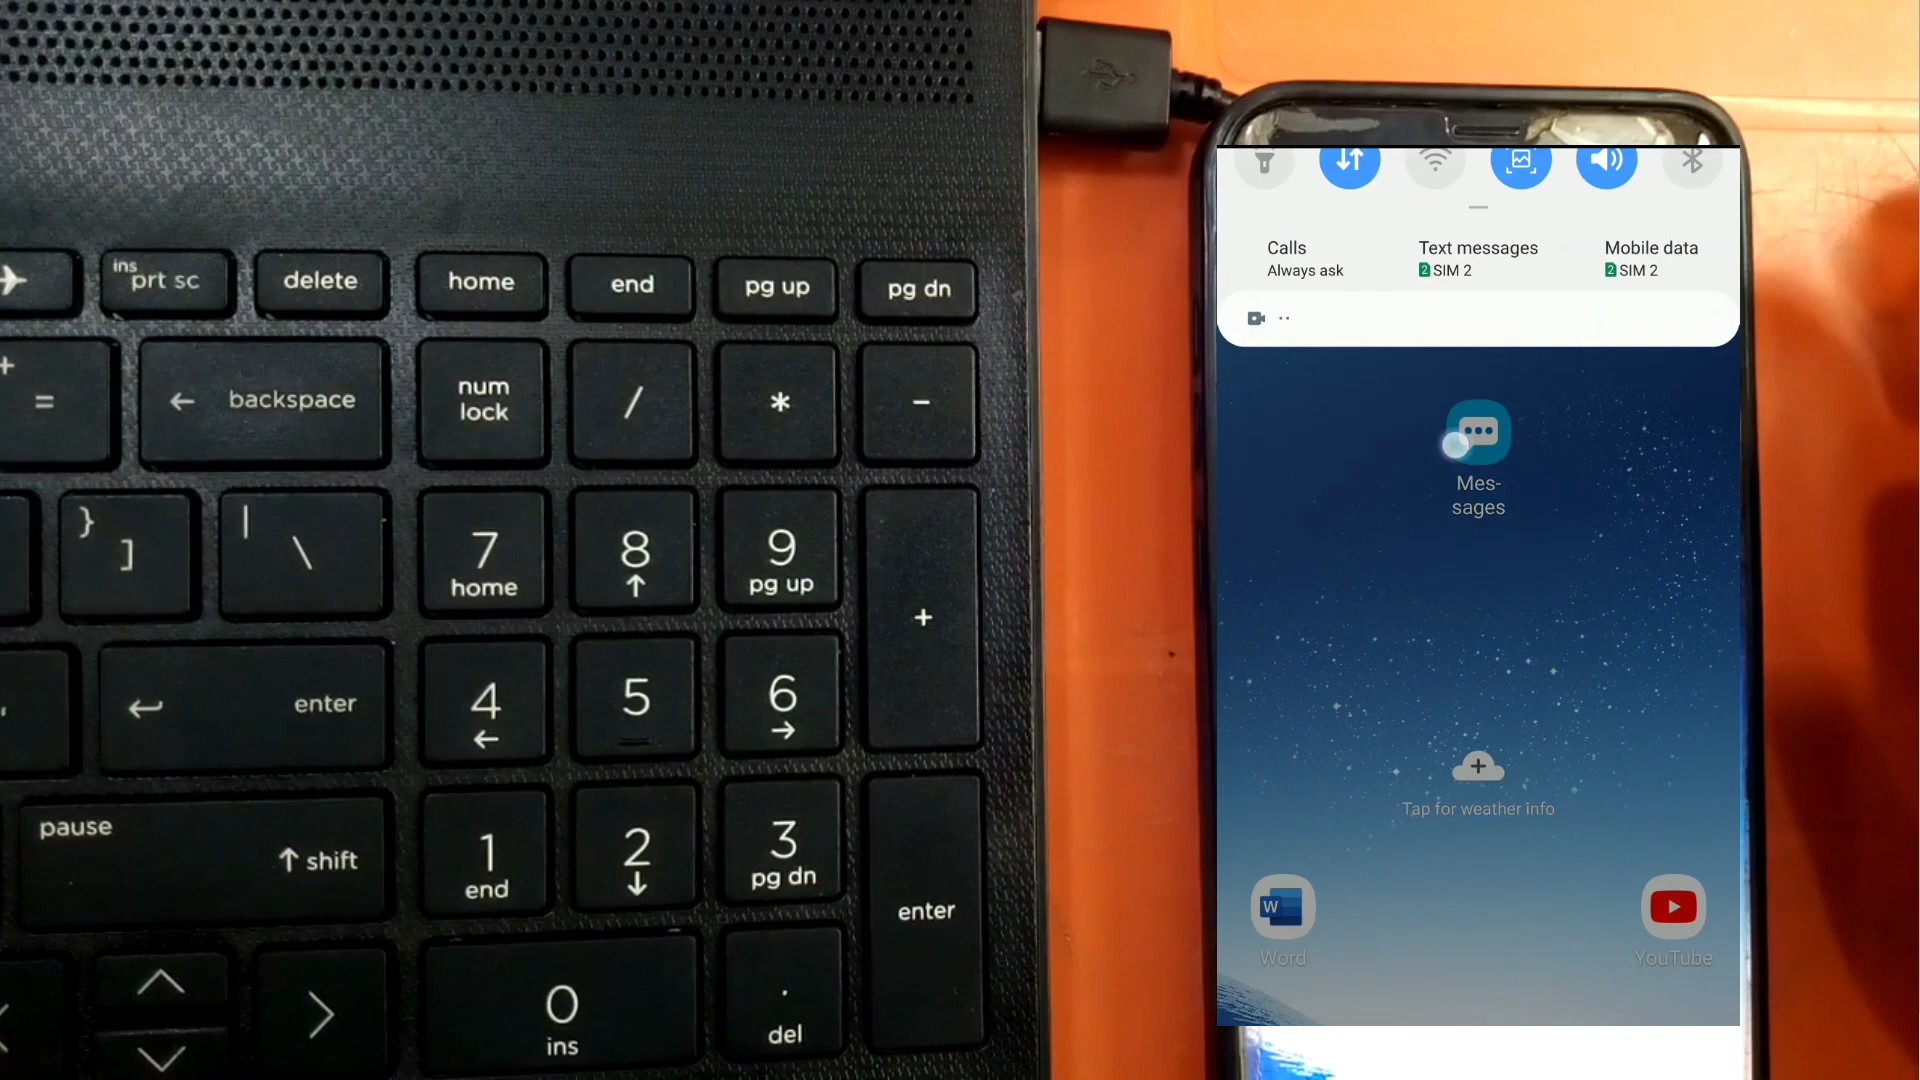 ins
prt sc
delete
home
end
pg up
pg dn
+
=
← backspace
num
lock
/
*
-
}
]
|
\
7
home
8
↑
9
pg up
+
← enter
4
←
5
6
→
pause
↑ shift
1
end
2
↓
3
pg dn
enter
0
ins
.
del
Calls
Always ask
Text messages
2 SIM 2
Mobile data
2 SIM 2
Mes-
sages
Tap for weather info
W
Word
YouTube